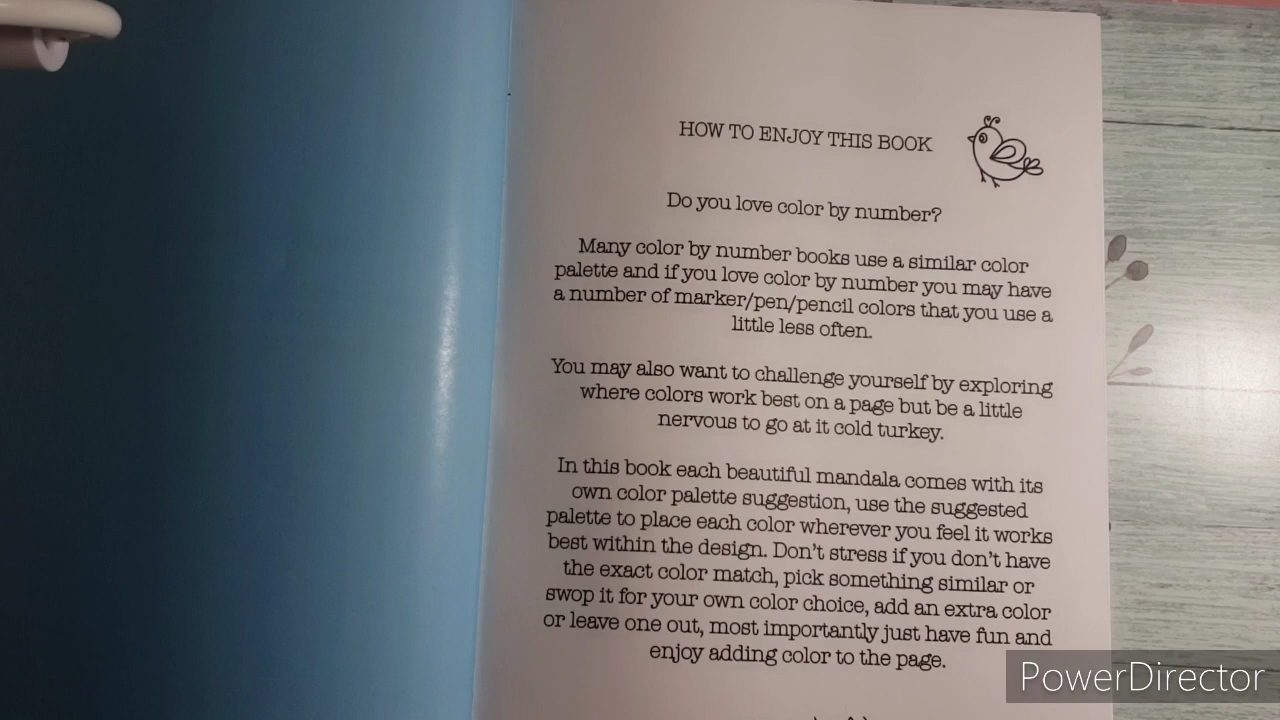 HOW TO ENJOY THIS BOOK
Do you love color by number?
Many color by number books use a similar color
palette and if you love color by number you may have
a number of marker/pen/pencil colors that you use a
little less often.
You may also want to challenge yourself by exploring
where colors work best on a page but be a little
nervous to go at it cold turkey.
In this book each beautiful mandala comes with its
own color palette suggestion, use the suggested
palette to place each color wherever you feel it works
best within the design. Don't stress if you don't have
the exact color match, pick something similar or
swop it for your own color choice, add an extra color
or leave one out, most importantly just have fun and
enjoy adding color to the page.
PowerDirector